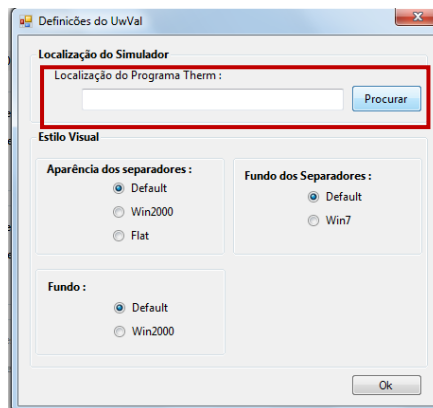 Definicões do UwVal
Localização do Simulador
Localização do Programa Therm :
Procurar
Estilo Visual
Aparência dos separadores :
Default
Win2000
Flat
Fundo dos Separadores :
Default
Win7
Fundo :
Default
Win2000
Ok